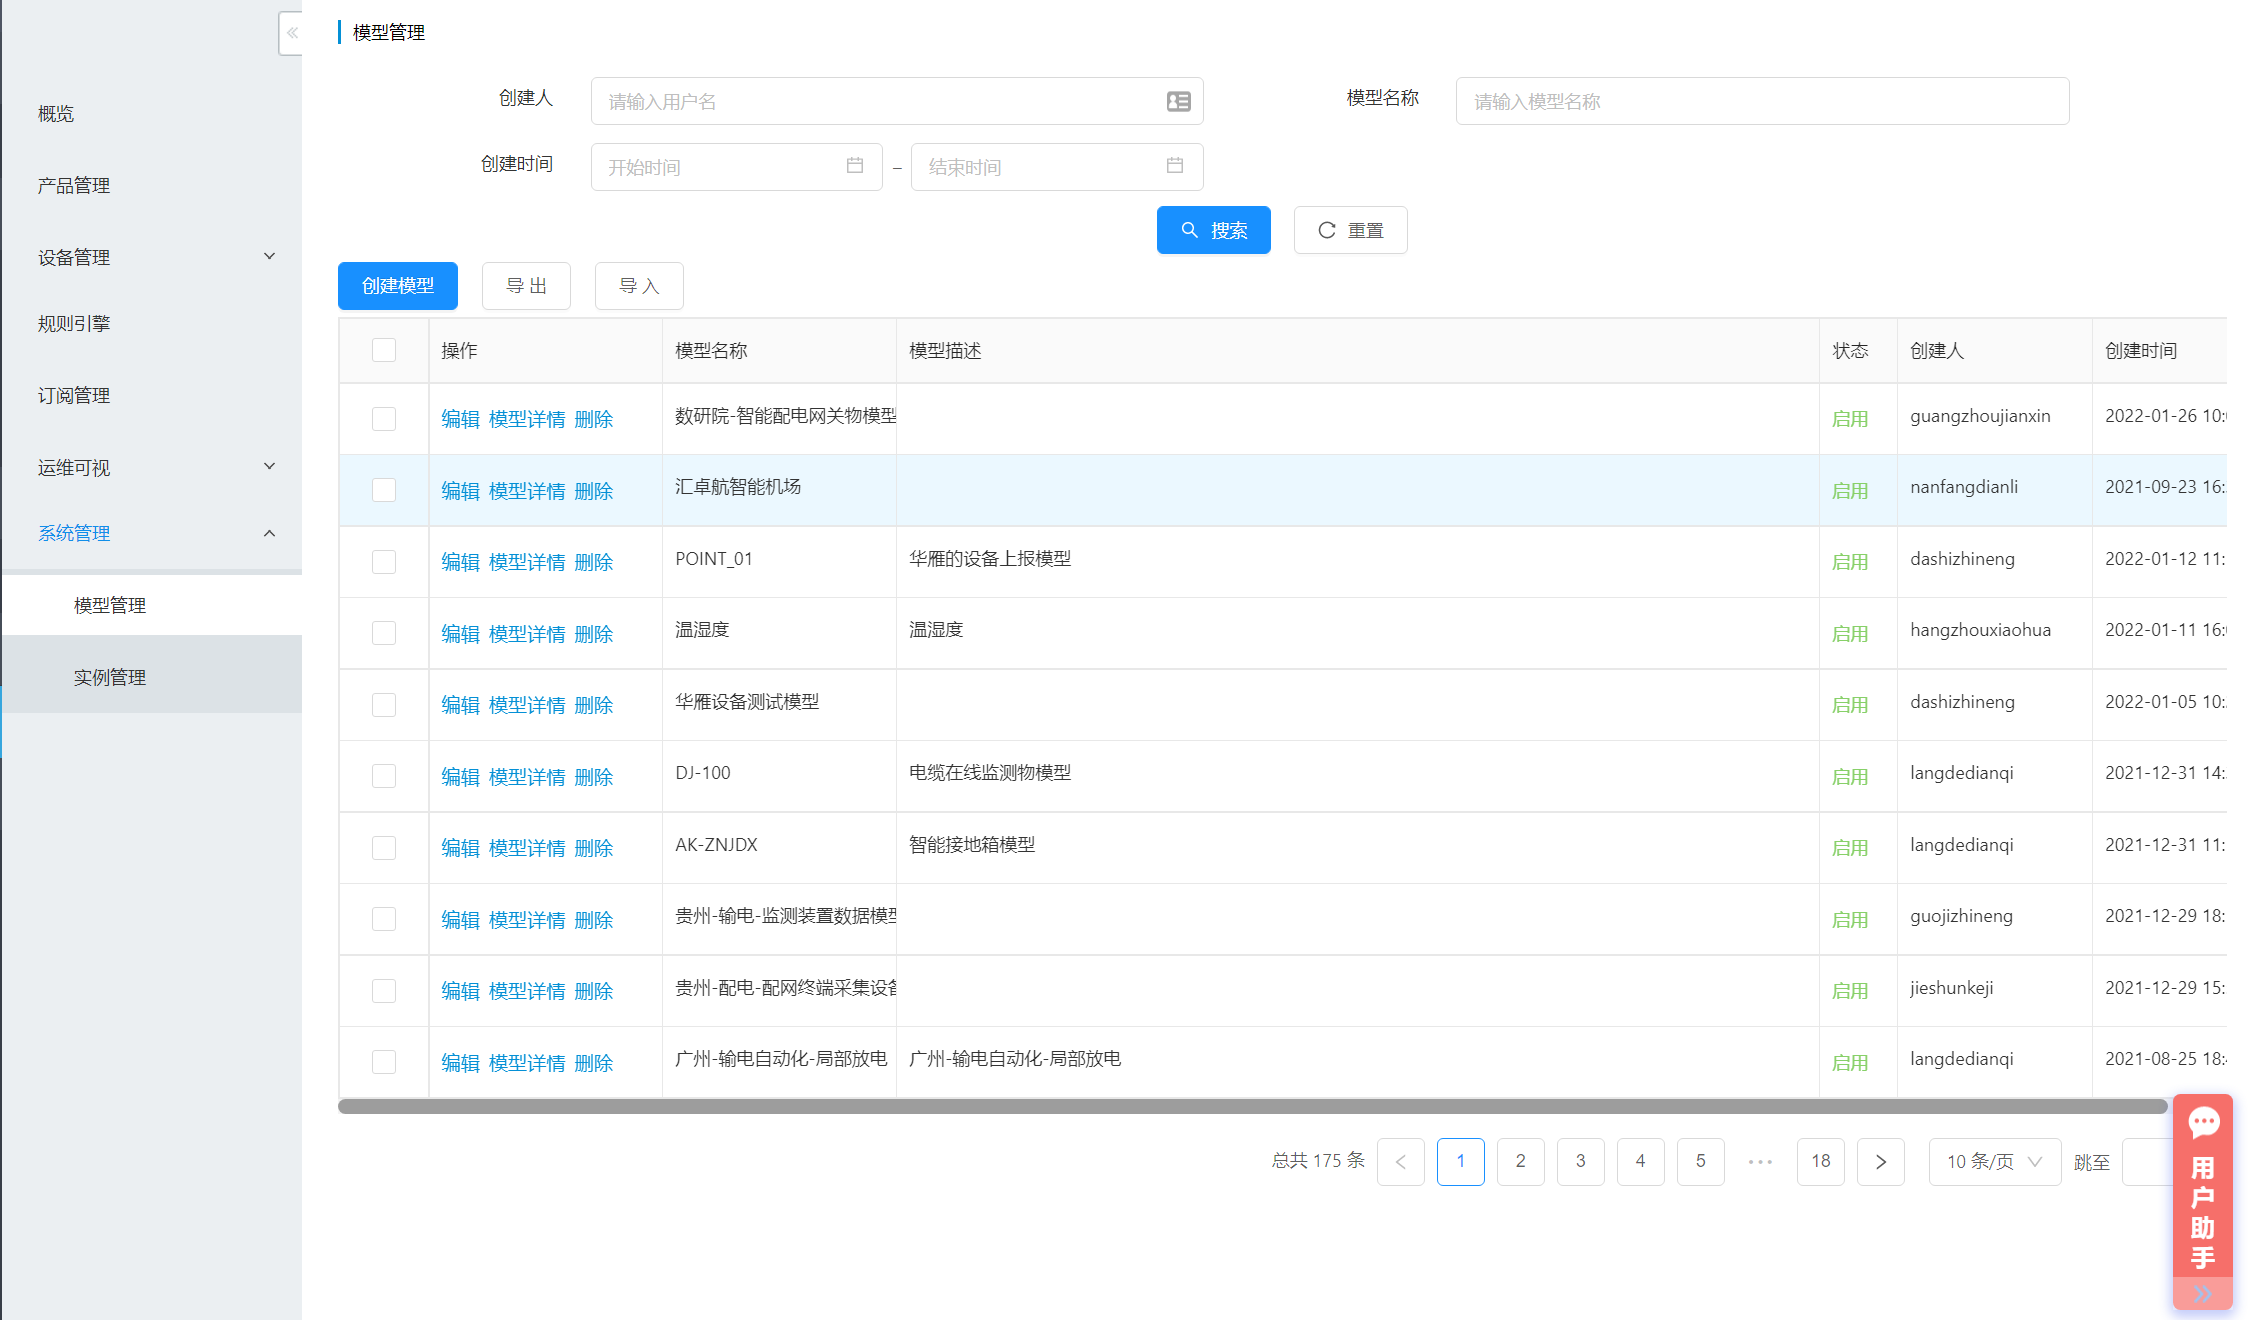 模型管理
概览
产品管理
设备管理
规则引擎
订阅管理
运维可视
系统管理
模型管理
实例管理
创建人 请输入用户名 模型名称 请输入模型名称
创建时间 开始时间 – 结束时间
搜索 重置
创建模型 导出 导入
操作 模型名称 模型描述 状态 创建人 创建时间
编辑 模型详情 删除 数研院-智能配电网关物模型 启用 guangzhoujianxin 2022-01-26 10:
编辑 模型详情 删除 汇卓航智能机场 启用 nanfangdianli 2021-09-23 16:
编辑 模型详情 删除 POINT_01 华雁的设备上报模型 启用 dashizhineng 2022-01-12 11:
编辑 模型详情 删除 温湿度 温湿度 启用 hangzhouxiaohua 2022-01-11 16:
编辑 模型详情 删除 华雁设备测试模型 启用 dashizhineng 2022-01-05 10:
编辑 模型详情 删除 DJ-100 电缆在线监测物模型 启用 langdedianqi 2021-12-31 14:
编辑 模型详情 删除 AK-ZNJDX 智能接地箱模型 启用 langdedianqi 2021-12-31 11:
编辑 模型详情 删除 贵州-输电-监测装置数据模型 启用 guojizhineng 2021-12-29 18:
编辑 模型详情 删除 贵州-配电-配网终端采集设备 启用 jieshunkeji 2021-12-29 15:
编辑 模型详情 删除 广州-输电自动化-局部放电 广州-输电自动化-局部放电 启用 langdedianqi 2021-08-25 18:
总共 175 条 1 2 3 4 5 ••• 18 10 条/页 跳至
用户助手